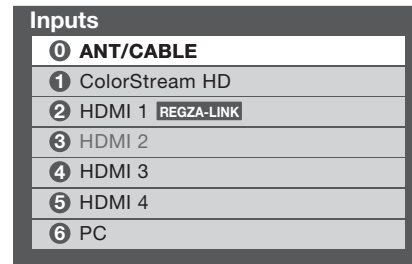 Inputs
0 ANT/CABLE
1 ColorStream HD
2 HDMI 1 REGZA-LINK
3 HDMI 2
4 HDMI 3
5 HDMI 4
6 PC